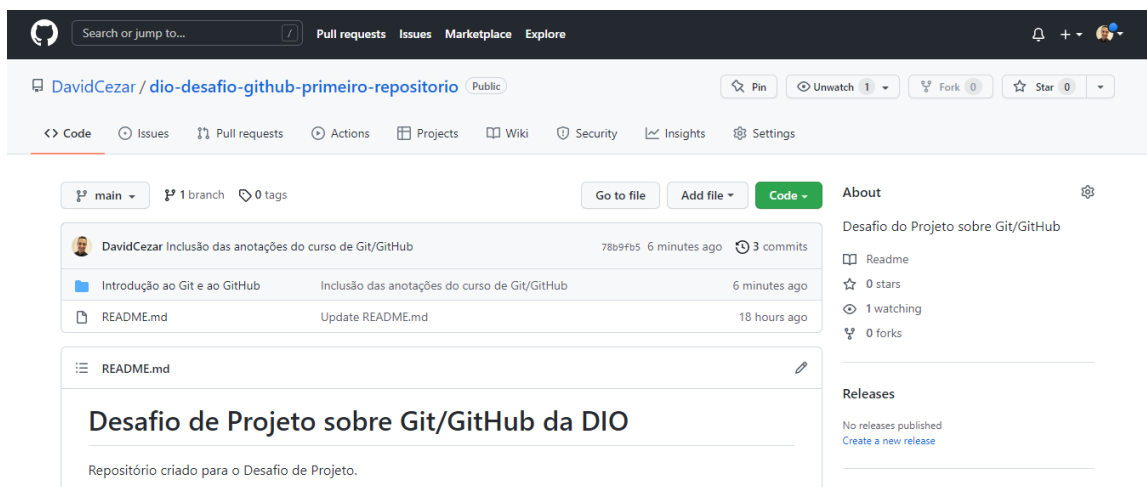 Search or jump to... / Pull requests Issues Marketplace Explore
DavidCezar / dio-desafio-github-primeiro-repositorio Public Pin Unwatch 1 Fork 0 Star 0
<> Code Issues Pull requests Actions Projects Wiki Security Insights Settings
main 1 branch 0 tags Go to file Add file Code
DavidCezar Inclusão das anotações do curso de Git/GitHub 78b9fb5 6 minutes ago 3 commits
Introdução ao Git e ao GitHub Inclusão das anotações do curso de Git/GitHub 6 minutes ago
README.md Update README.md 18 hours ago
README.md
Desafio de Projeto sobre Git/GitHub da DIO
Repositório criado para o Desafio de Projeto.
About
Desafio do Projeto sobre Git/GitHub
Readme
0 stars
1 watching
0 forks
Releases
No releases published
Create a new release